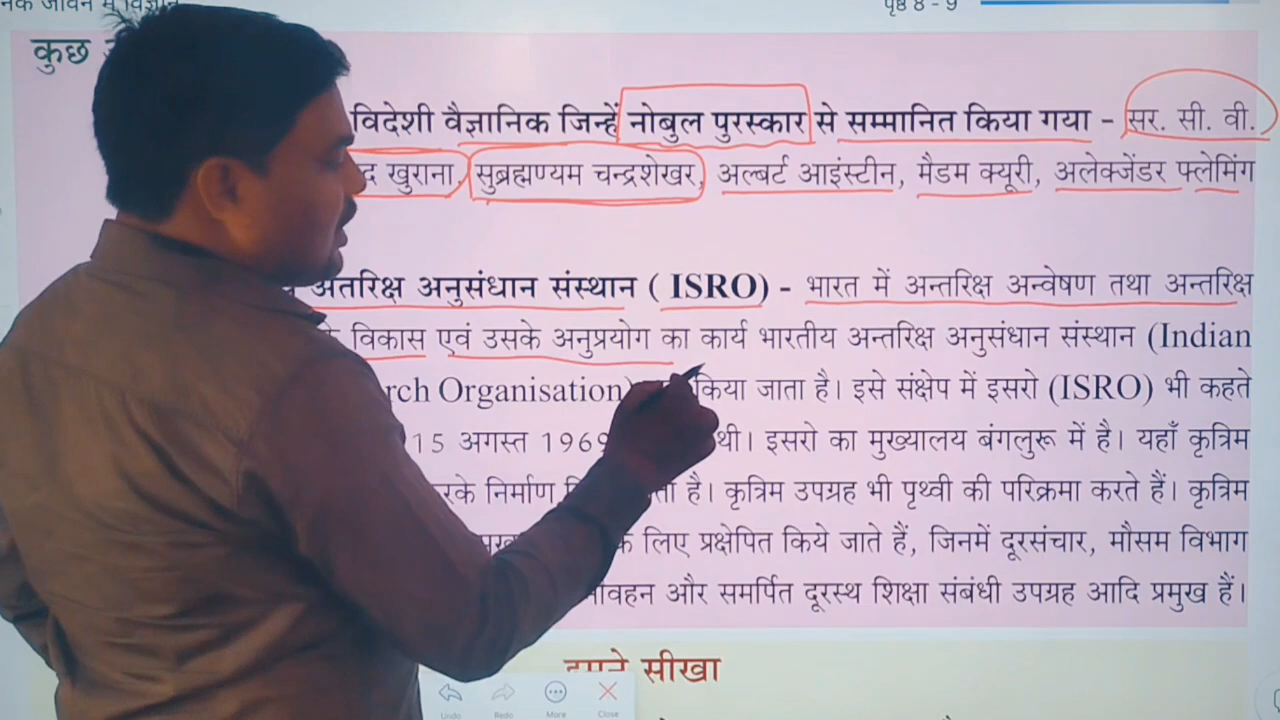 पृष्ठ 8 - 9
कुछ
विदेशी वैज्ञानिक जिन्हें नोबुल पुरस्कार से सम्मानित किया गया - सर. सी. वी.
खुराना, सुब्रह्मण्यम चन्द्रशेखर, अल्बर्ट आइंस्टीन, मैडम क्यूरी, अलेक्जेंडर फ्लेमिंग
अंतरिक्ष अनुसंधान संस्थान ( ISRO) - भारत में अन्तरिक्ष अन्वेषण तथा अन्तरिक्ष
विकास एवं उसके अनुप्रयोग का कार्य भारतीय अन्तरिक्ष अनुसंधान संस्थान (Indian
rch Organisation) किया जाता है। इसे संक्षेप में इसरो (ISRO) भी कहते
15 अगस्त 1969 थी। इसरो का मुख्यालय बंगलुरू में है। यहाँ कृत्रिम
निर्माण है। कृत्रिम उपग्रह भी पृथ्वी की परिक्रमा करते हैं। कृत्रिम
लिए प्रक्षेपित किये जाते हैं, जिनमें दूरसंचार, मौसम विभाग
और समर्पित दूरस्थ शिक्षा संबंधी उपग्रह आदि प्रमुख हैं।
हमने सीखा
Undo Redo More Close